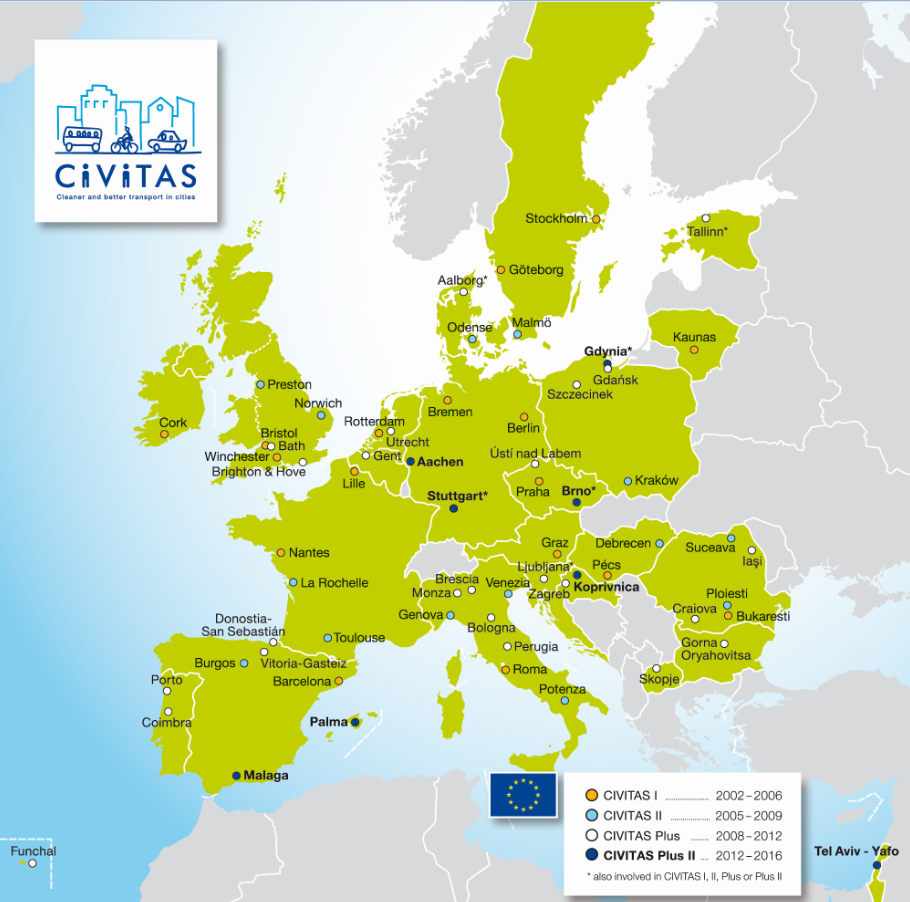 CiViTAS
Cleaner and better transport in cities
Stockholm
Tallinn*
Göteborg
Aalborg*
Malmö
Odense
Kaunas
Gdynia*
Gdańsk
Szczecinek
Preston
Norwich
Bremen
Berlin
Cork
Rotterdam
Utrecht
Bristol
Bath
Winchester
Brighton & Hove
Gent
Aachen
Ústí nad Labem
Lille
Praha
Brno*
Kraków
Stuttgart*
Nantes
Graz
Debrecen
Suceava
Iaşi
La Rochelle
Ljubljana*
Pécs
Brescia
Venezia
Monza
Zagreb
Koprivnica
Ploiesti
Genova
Craiova
Bukaresti
Donostia-
San Sebastián
Bologna
Toulouse
Perugia
Gorna
Oryahovitsa
Burgos
Vitoria-Gasteiz
Roma
Skopje
Porto
Barcelona
Potenza
Coimbra
Palma
Malaga
CIVITAS I ..................... 2002–2006
CIVITAS II ..................... 2005–2009
CIVITAS Plus ........ 2008–2012
CIVITAS Plus II .... 2012–2016
* also involved in CIVITAS I, II, Plus or Plus II
Funchal
Tel Aviv - Yafo